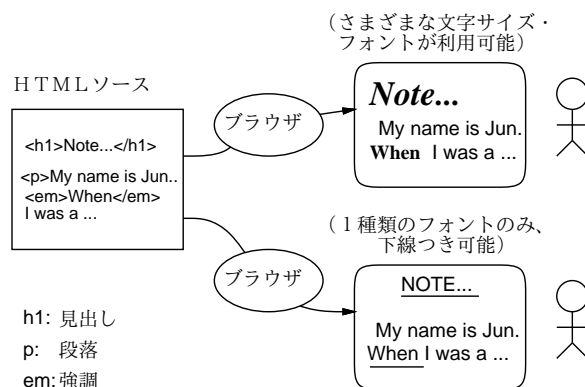 (さまざまな文字サイズ・
フォントが利用可能)
HTMLソース
<h1>Note...</h1>
<p>My name is Jun..
<em>When</em>
I was a ...
ブラウザ
Note...
My name is Jun.
When I was a ...
(1種類のフォントのみ、
下線つき可能)
ブラウザ
NOTE...
My name is Jun.
When I was a ...
h1: 見出し
p: 段落
em: 強調